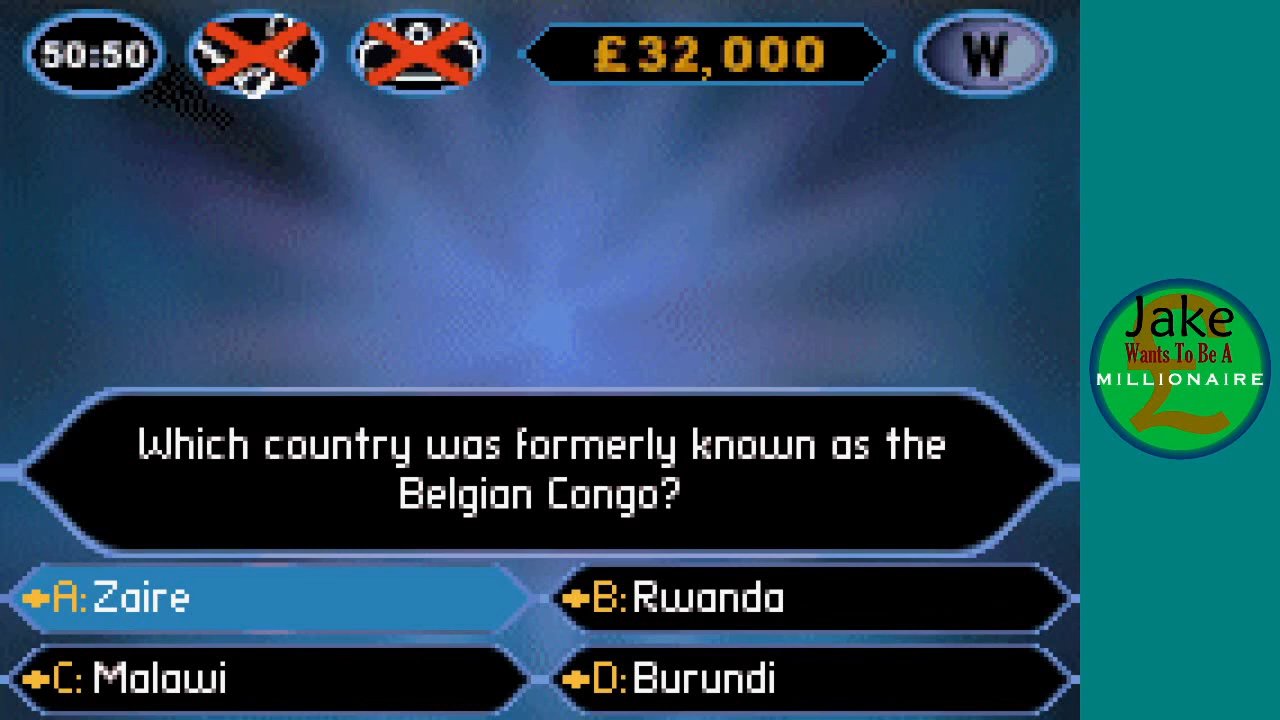 50:50
£32,000
W
Which country was formerly known as the
Belgian Congo?
A: Zaire
B: Rwanda
C: Malawi
D: Burundi
Jake
Wants To Be A
MILLIONAIRE
£